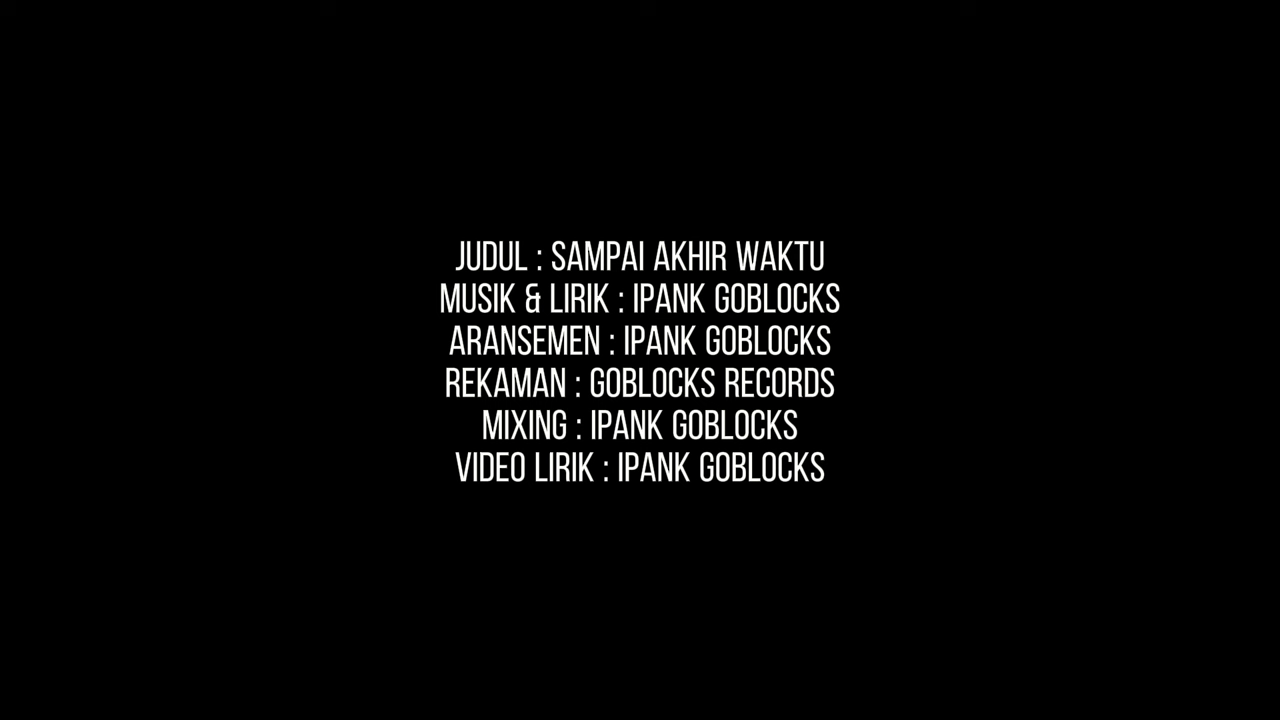 JUDUL : SAMPAI AKHIR WAKTU
MUSIK & LIRIK : IPANK GOBLOCKS
ARANSEMEN : IPANK GOBLOCKS
REKAMAN : GOBLOCKS RECORDS
MIXING : IPANK GOBLOCKS
VIDEO LIRIK : IPANK GOBLOCKS